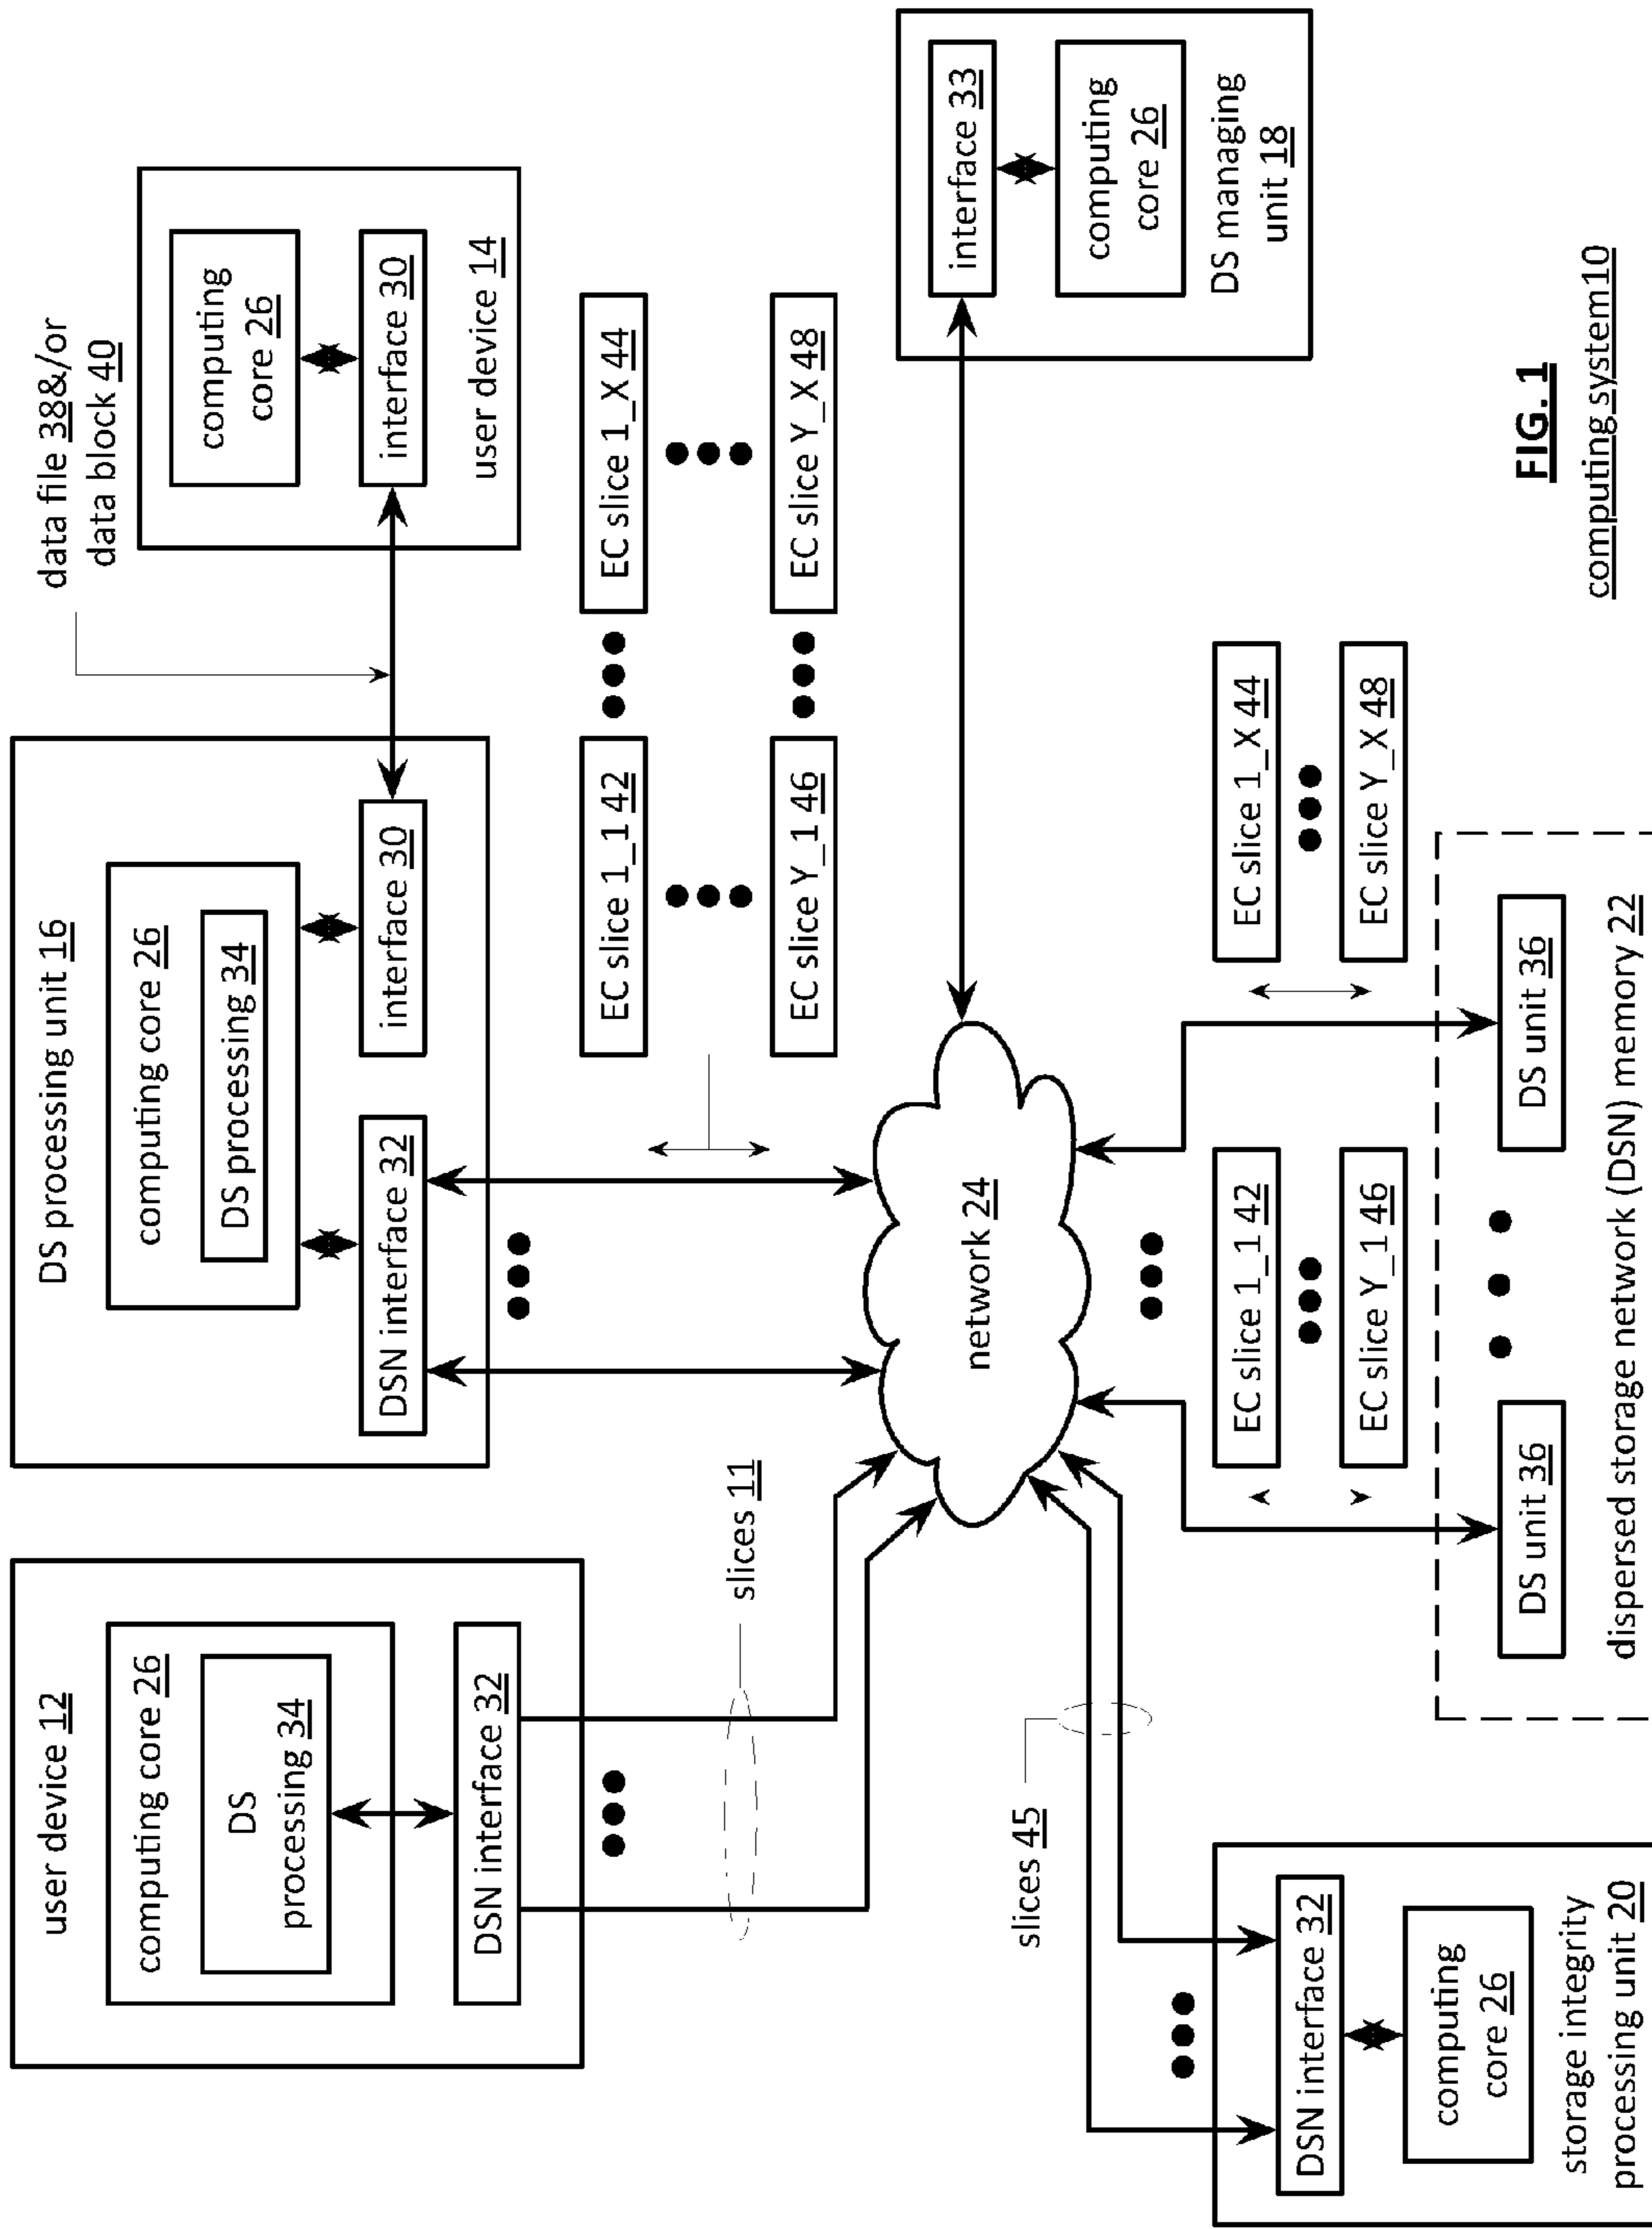 user device 12
computing core 26
DS
processing 34
DSN interface 32
slices 11
DS processing unit 16
computing core 26
DS processing 34
DSN interface 32
interface 30
data file 38&/or
data block 40
computing
core 26
interface 30
user device 14
EC slice 1_1 42
EC slice 1_X 44
EC slice Y_1 46
EC slice Y_X 48
network 24
interface 33
computing
core 26
DS managing
unit 18
slices 45
DSN interface 32
computing
core 26
storage integrity
processing unit 20
EC slice 1_1 42
EC slice 1_X 44
EC slice Y_1 46
EC slice Y_X 48
DS unit 36
DS unit 36
dispersed storage network (DSN) memory 22
FIG. 1
computing system10